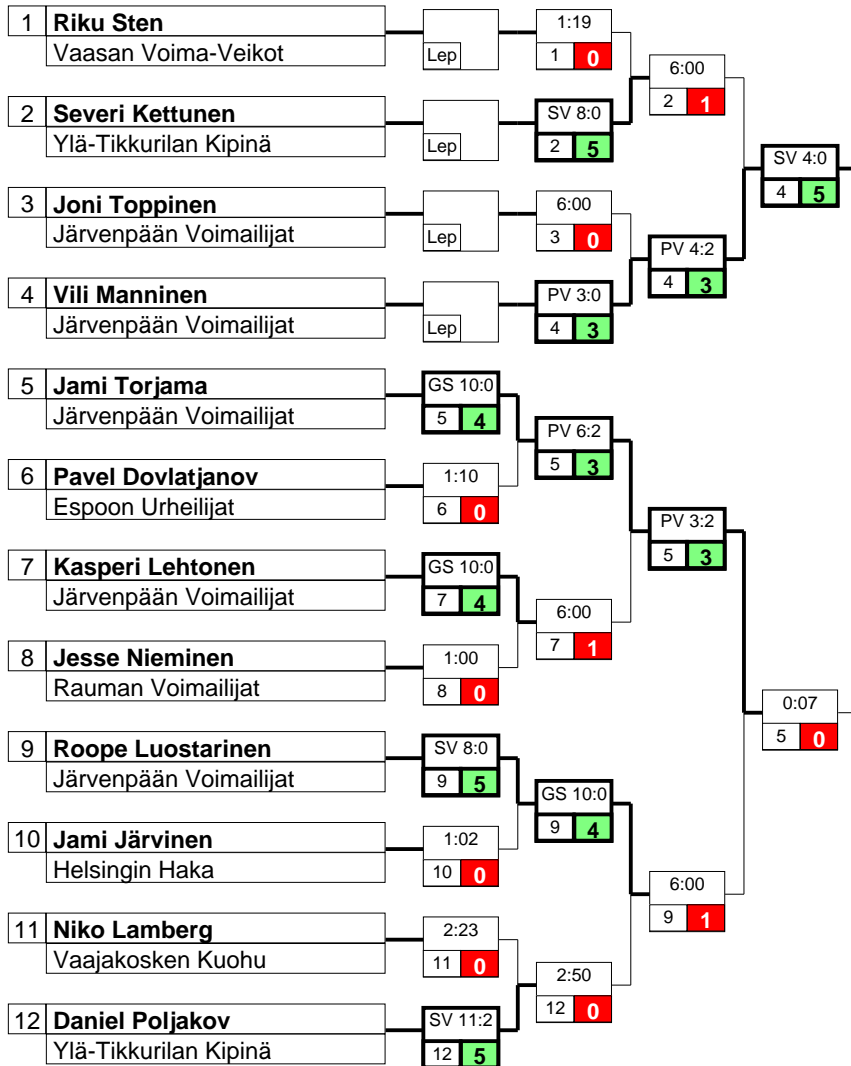 1 Riku Sten
Vaasan Voima-Veikot
Lep
1:19
1 0
6:00
2 1
2 Severi Kettunen
Ylä-Tikkurilan Kipinä
Lep
SV 8:0
2 5
SV 4:0
4 5
3 Joni Toppinen
Järvenpään Voimailijat
Lep
6:00
3 0
PV 4:2
4 3
4 Vili Manninen
Järvenpään Voimailijat
Lep
PV 3:0
4 3
5 Jami Torjama
Järvenpään Voimailijat
GS 10:0
5 4
PV 6:2
5 3
6 Pavel Dovlatjanov
Espoon Urheilijat
1:10
6 0
PV 3:2
5 3
7 Kasperi Lehtonen
Järvenpään Voimailijat
GS 10:0
7 4
6:00
7 1
8 Jesse Nieminen
Rauman Voimailijat
1:00
8 0
0:07
5 0
9 Roope Luostarinen
Järvenpään Voimailijat
SV 8:0
9 5
GS 10:0
9 4
10 Jami Järvinen
Helsingin Haka
1:02
10 0
6:00
9 1
11 Niko Lamberg
Vaajakosken Kuohu
2:23
11 0
2:50
12 0
12 Daniel Poljakov
Ylä-Tikkurilan Kipinä
SV 11:2
12 5